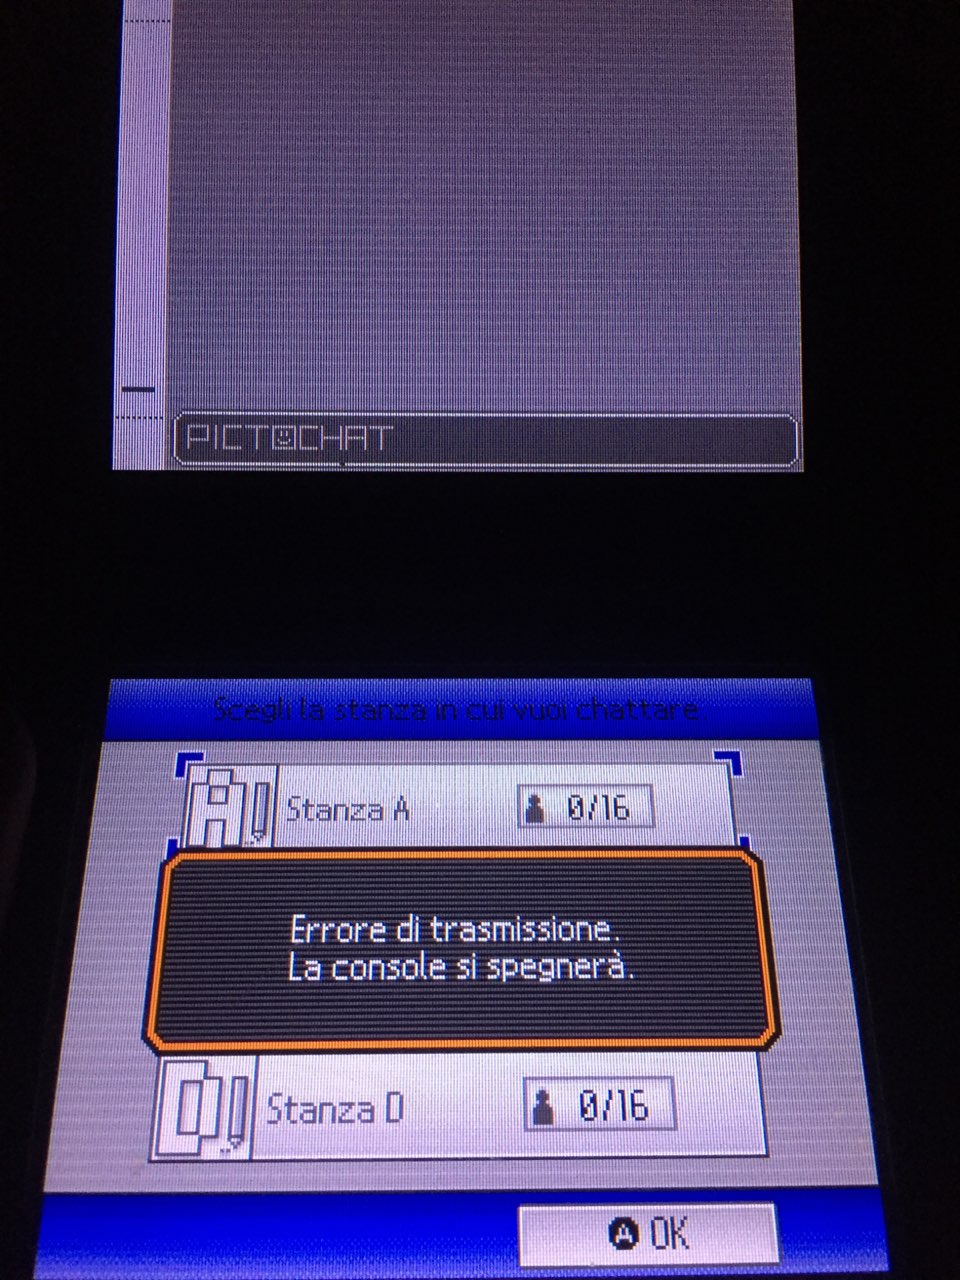 PICTOCHAT
Scegli la stanza in cui vuoi chattare.
A Stanza A 0/16
Errore di trasmissione.
La console si spegnerà.
D Stanza D 0/16
A OK